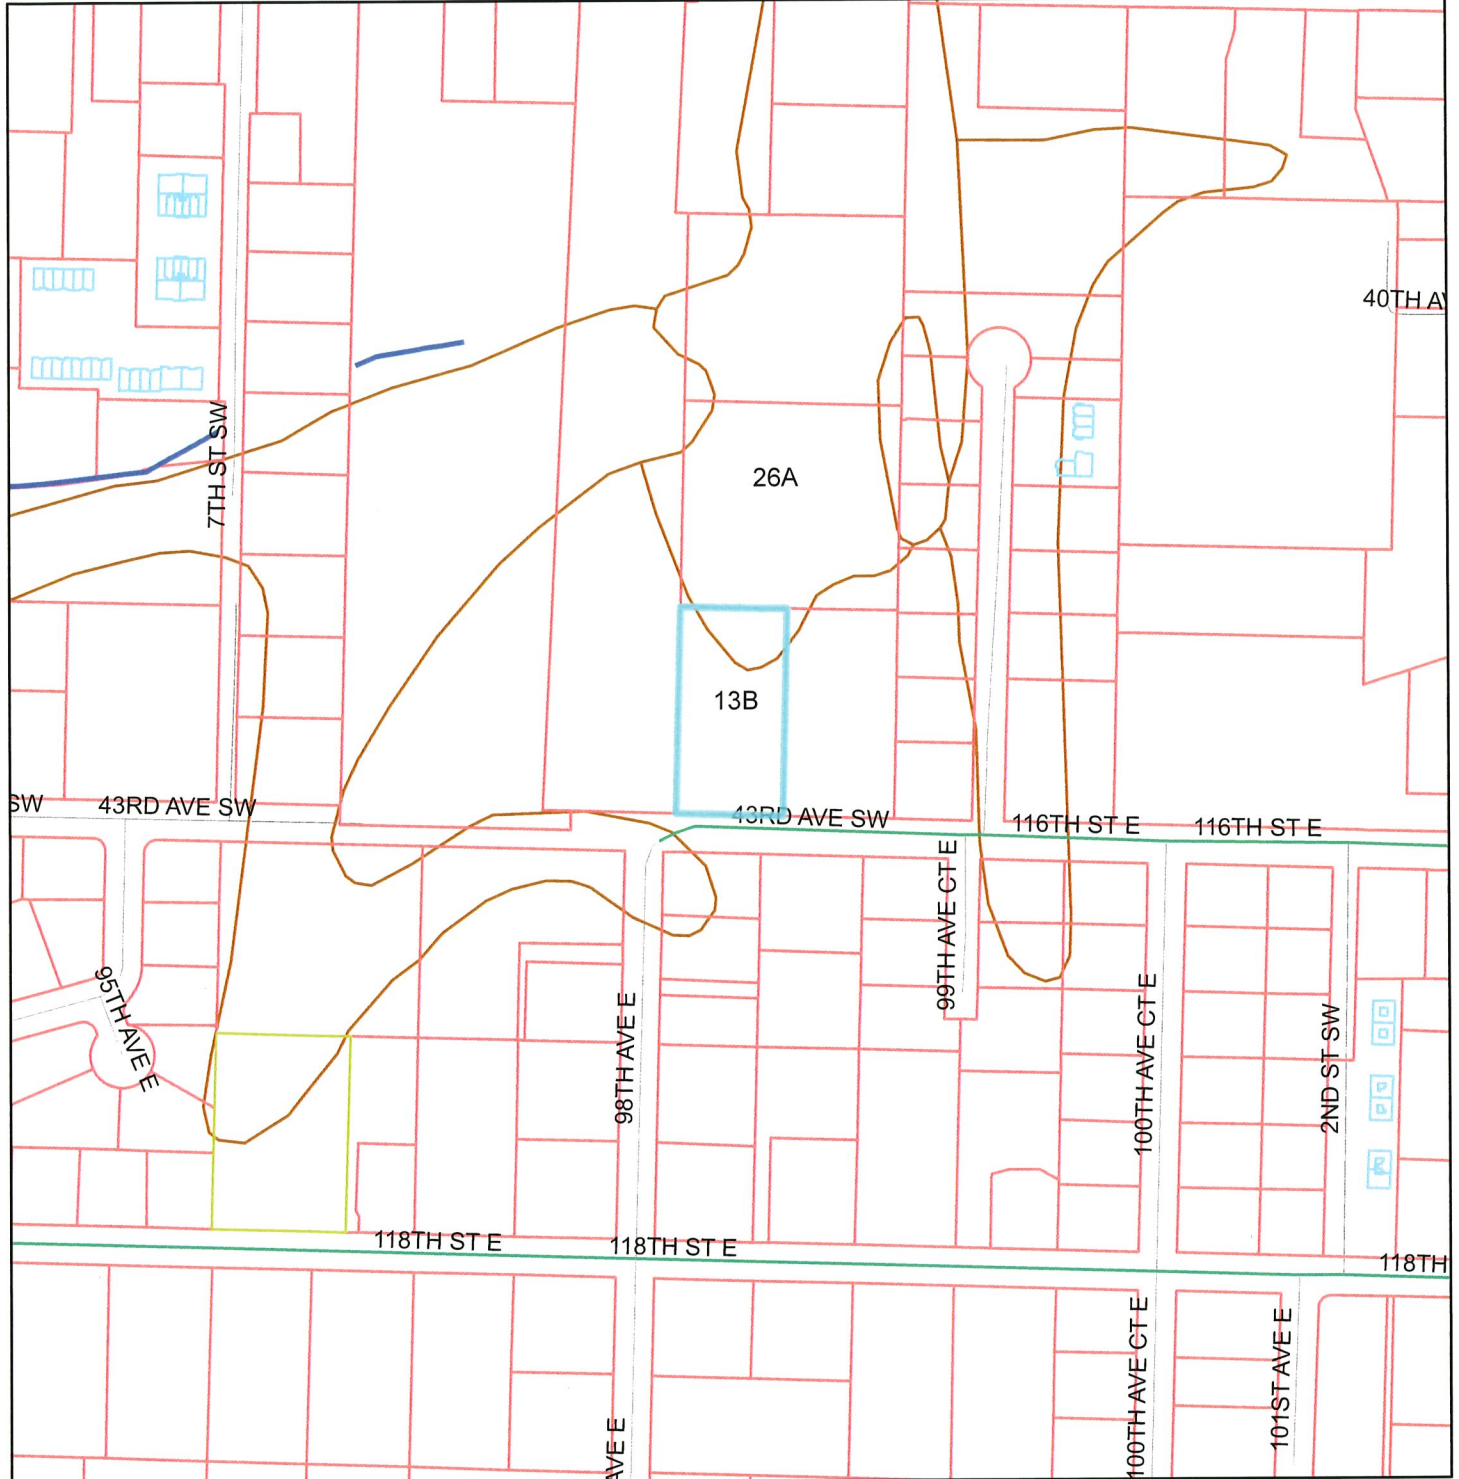 40TH AV
7TH ST SW
26A
13B
SW
43RD AVE SW
43RD AVE SW
116TH ST E
116TH ST E
99TH AVE CT E
95TH AVE E
98TH AVE E
100TH AVE CT E
2ND ST SW
118TH ST E
118TH ST E
118TH
100TH AVE CT E
101ST AVE E
AVE E